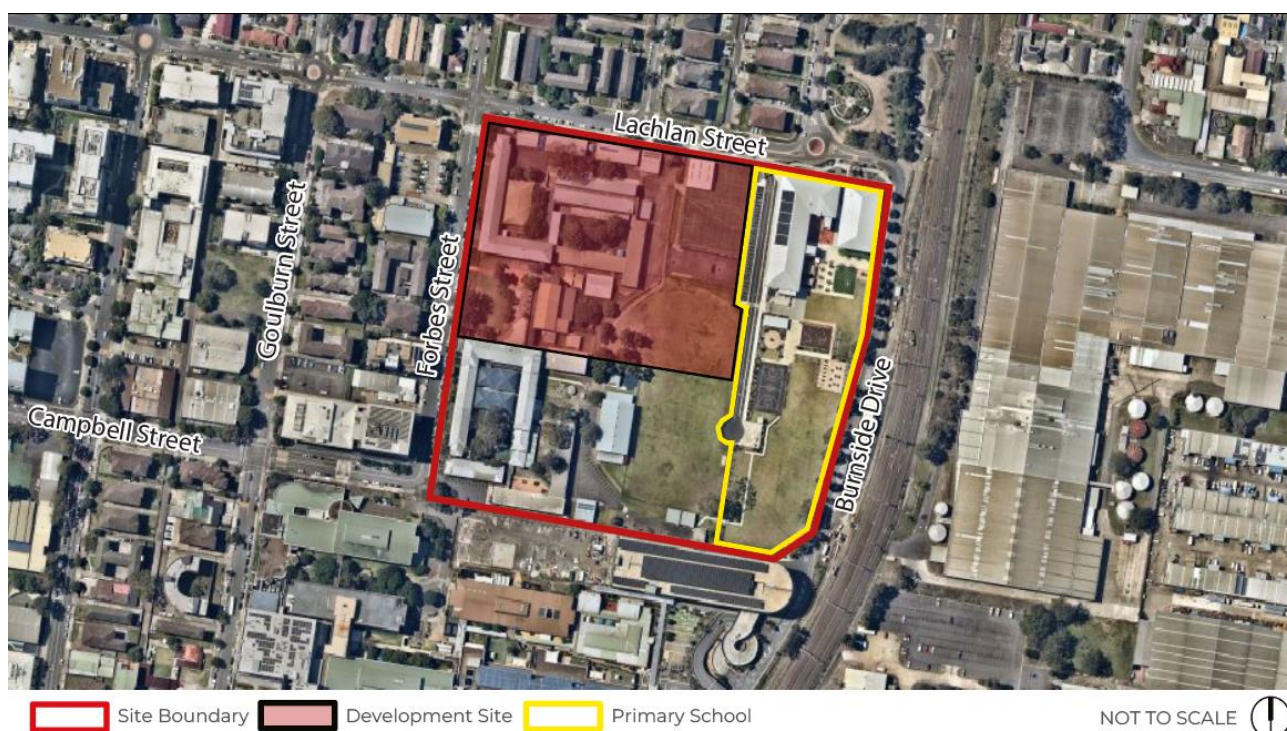 Lachlan Street
Goulburn Street
Forbes Street
Campbell Street
Burnside Drive
Site Boundary
Development Site
Primary School
NOT TO SCALE